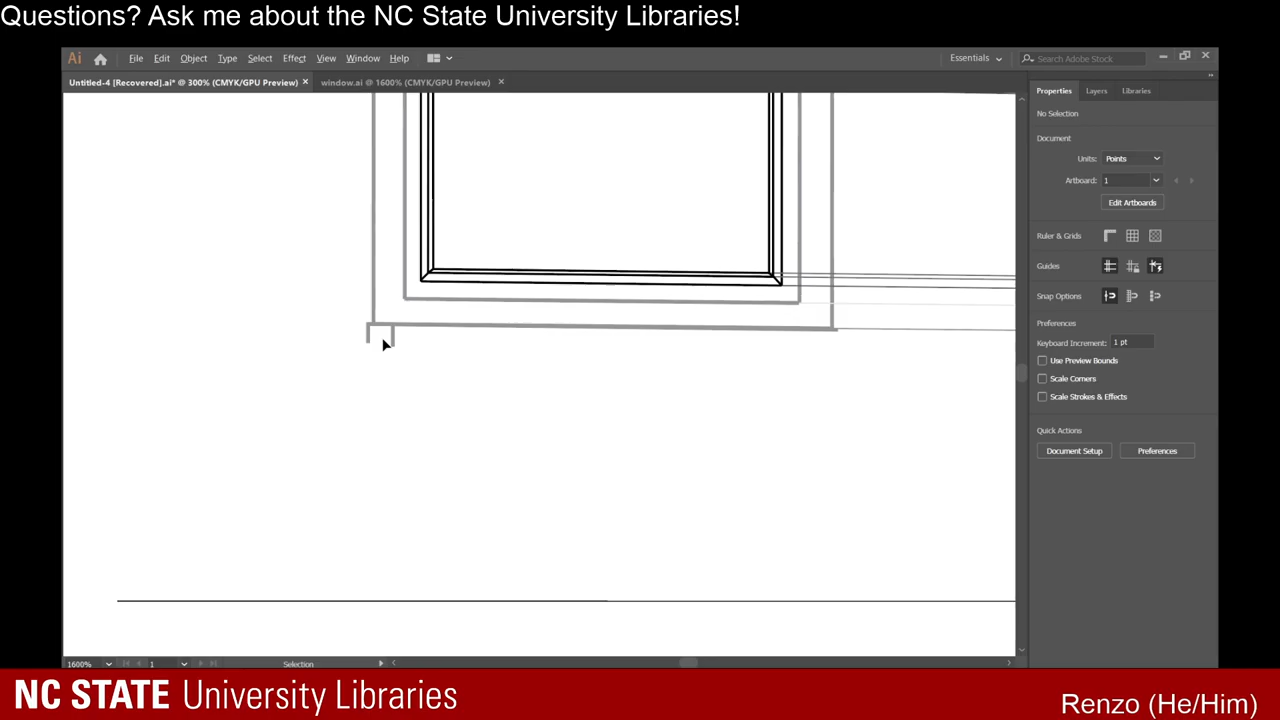 Questions? Ask me about the NC State University Libraries!
Ai File Edit Object Type Select Effect View Window Help Essentials Search Adobe Stock
Untitled-4 [Recovered].ai* @ 300% (CMYK/GPU Preview) × window.ai @ 1600% (CMYK/GPU Preview) ×
Properties Layers Libraries
No Selection
Document
Units: Points
Artboard: 1
Edit Artboards
Ruler & Grids
Guides
Snap Options
Preferences
Keyboard Increment: 1 pt
Use Preview Bounds
Scale Corners
Scale Strokes & Effects
Quick Actions
Document Setup Preferences
1600% 1 Selection
NC STATE University Libraries
Renzo (He/Him)